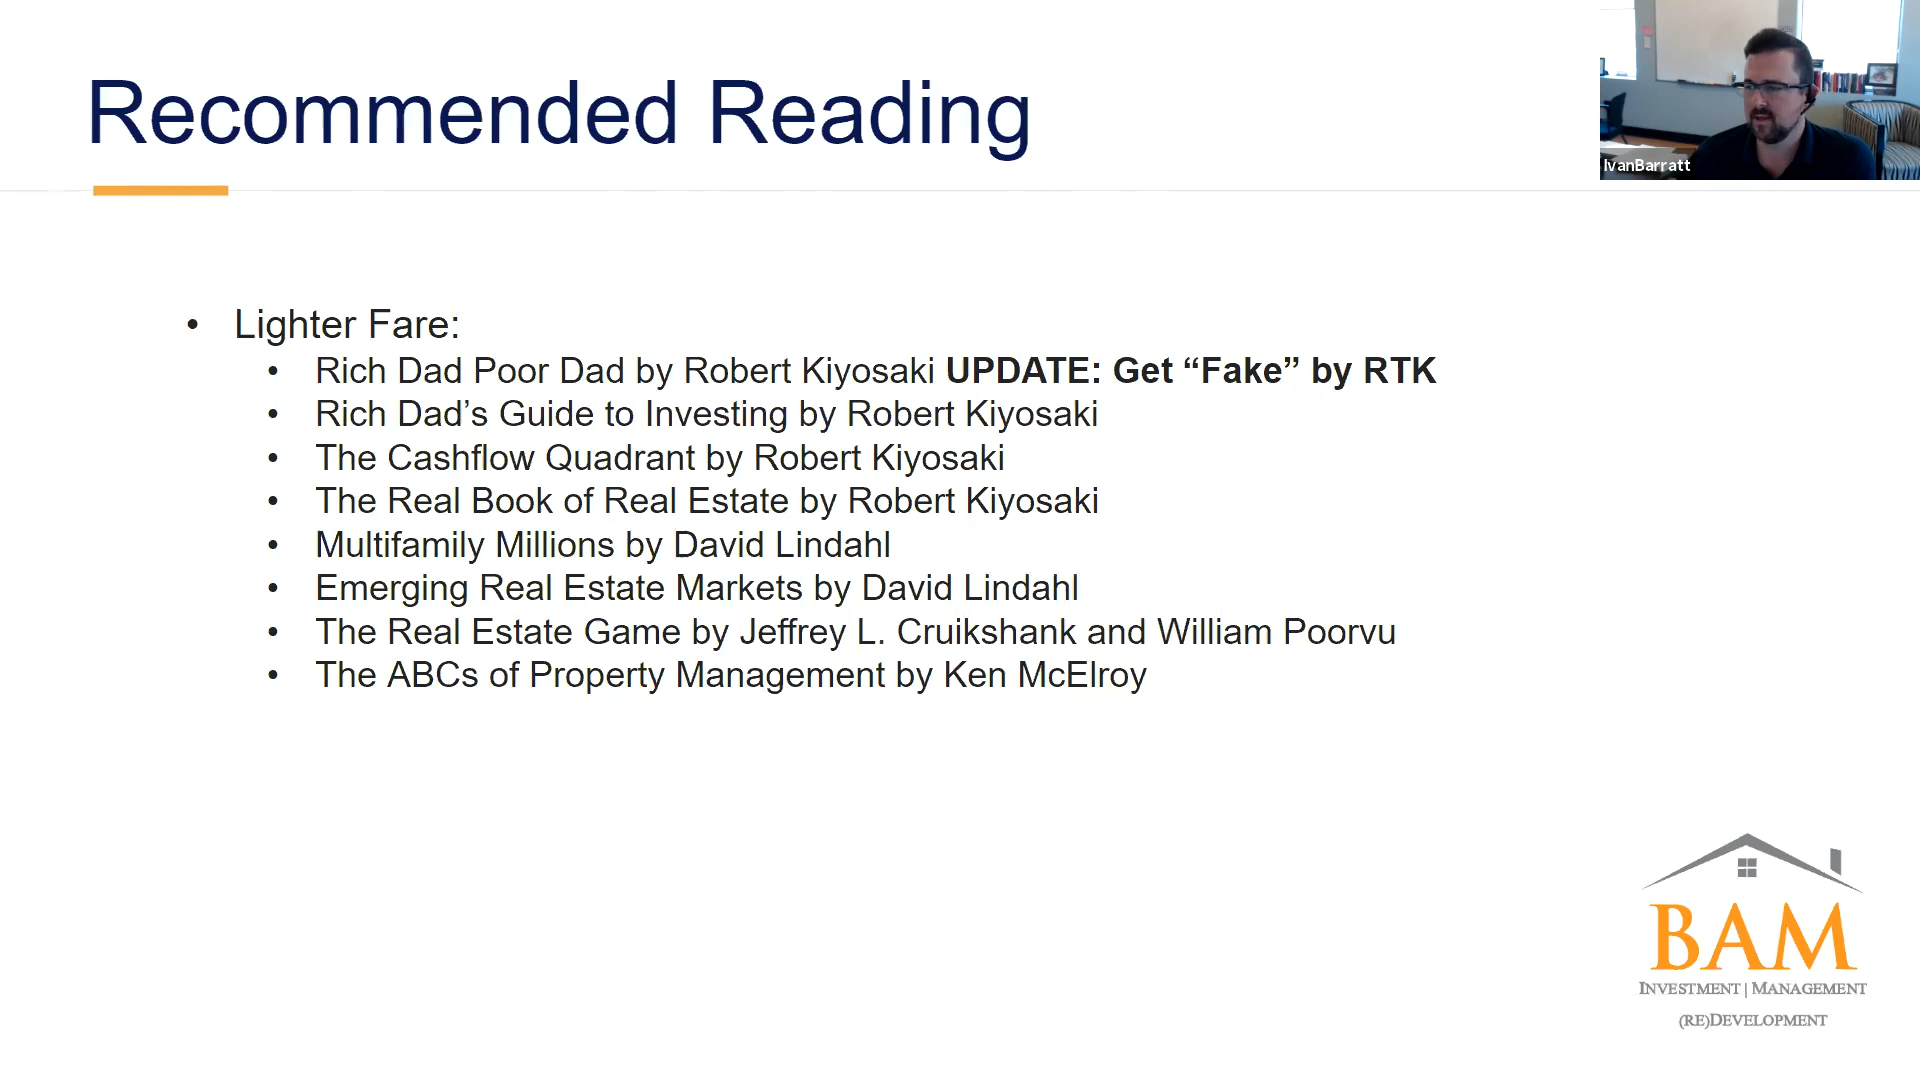 Recommended Reading
IvanBarratt
• Lighter Fare:
• Rich Dad Poor Dad by Robert Kiyosaki UPDATE: Get “Fake” by RTK
• Rich Dad’s Guide to Investing by Robert Kiyosaki
• The Cashflow Quadrant by Robert Kiyosaki
• The Real Book of Real Estate by Robert Kiyosaki
• Multifamily Millions by David Lindahl
• Emerging Real Estate Markets by David Lindahl
• The Real Estate Game by Jeffrey L. Cruikshank and William Poorvu
• The ABCs of Property Management by Ken McElroy
BAM
INVESTMENT | MANAGEMENT
(RE)DEVELOPMENT